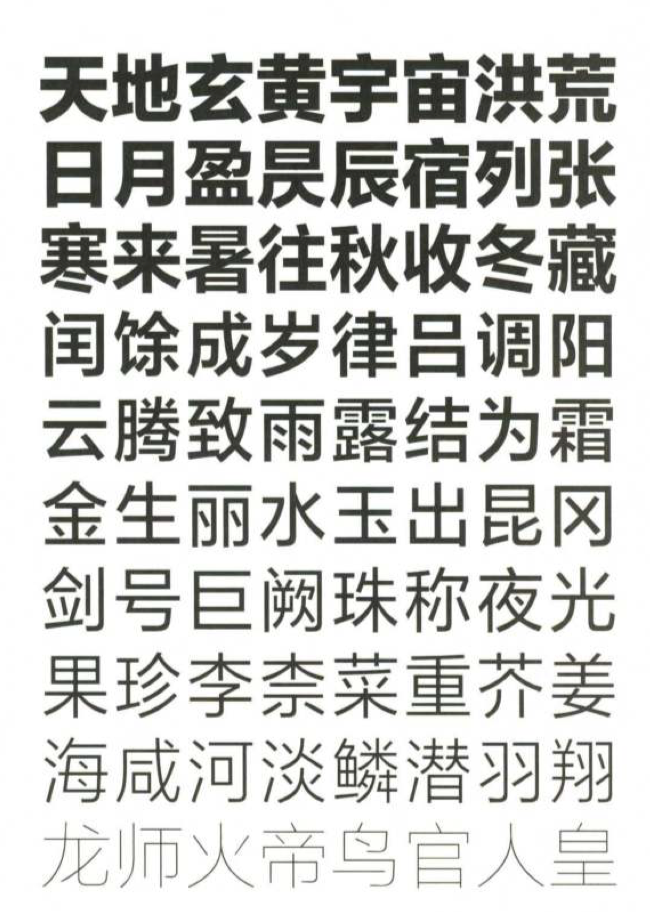 天地玄黄宇宙洪荒
日月盈昃辰宿列张
寒来暑往秋收冬藏
闰馀成岁律吕调阳
云腾致雨露结为霜
金生丽水玉出昆冈
剑号巨阙珠称夜光
果珍李柰菜重芥姜
海咸河淡鳞潜羽翔
龙师火帝鸟官人皇